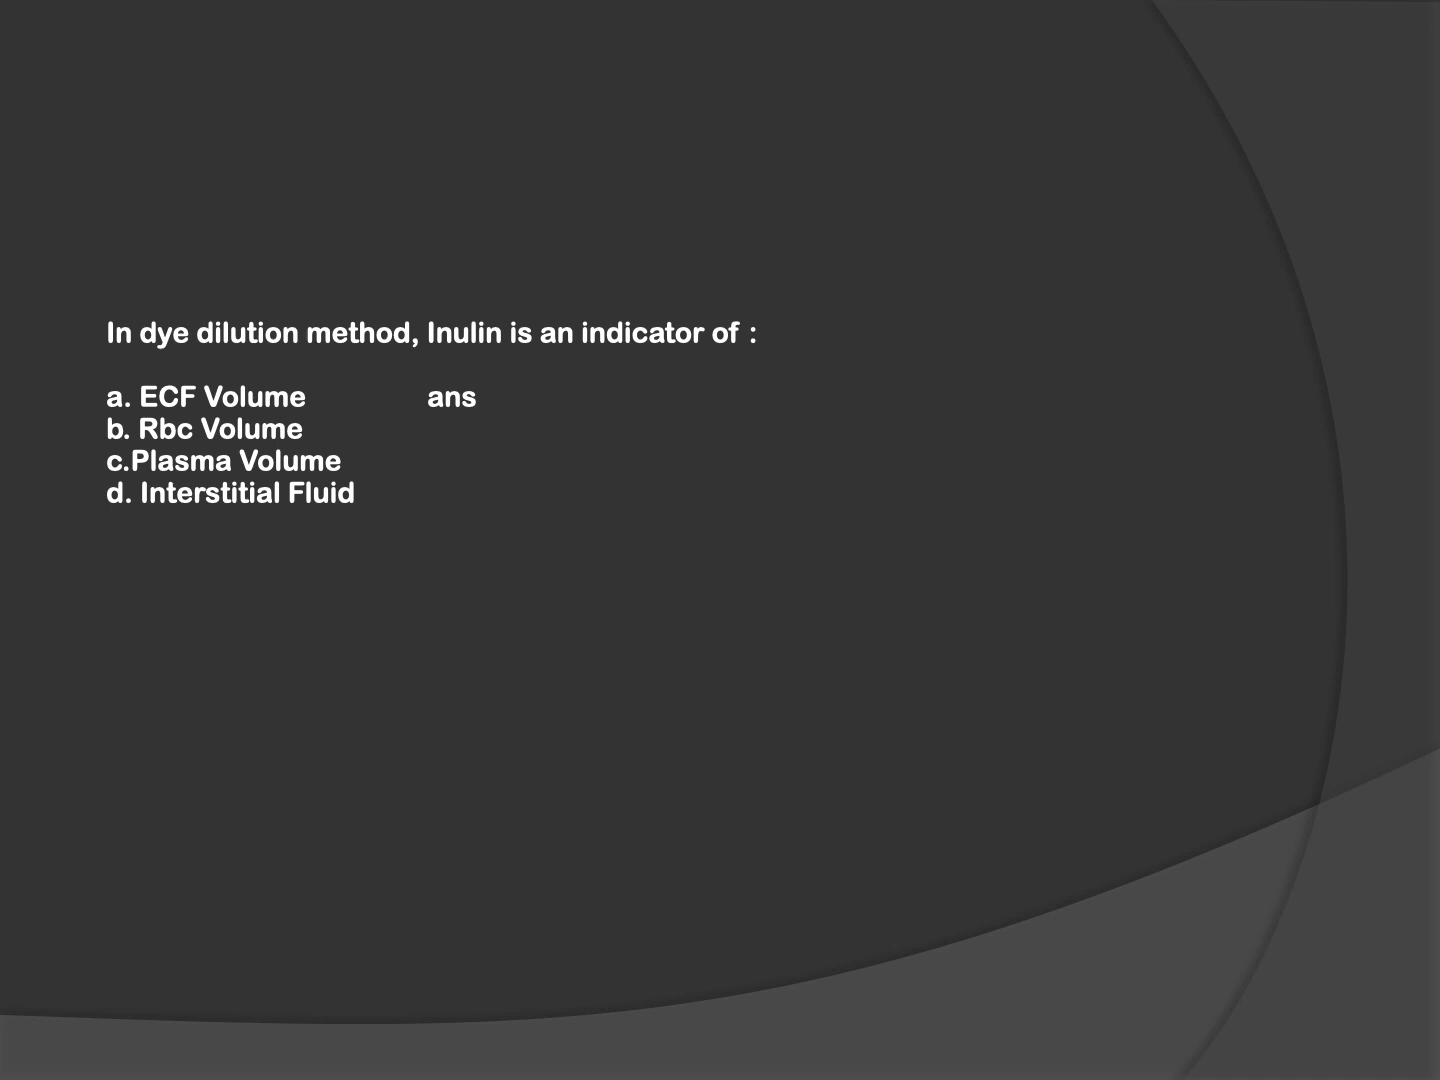 In dye dilution method, Inulin is an indicator of :
a. ECF Volume ans
b. Rbc Volume
c.Plasma Volume
d. Interstitial Fluid